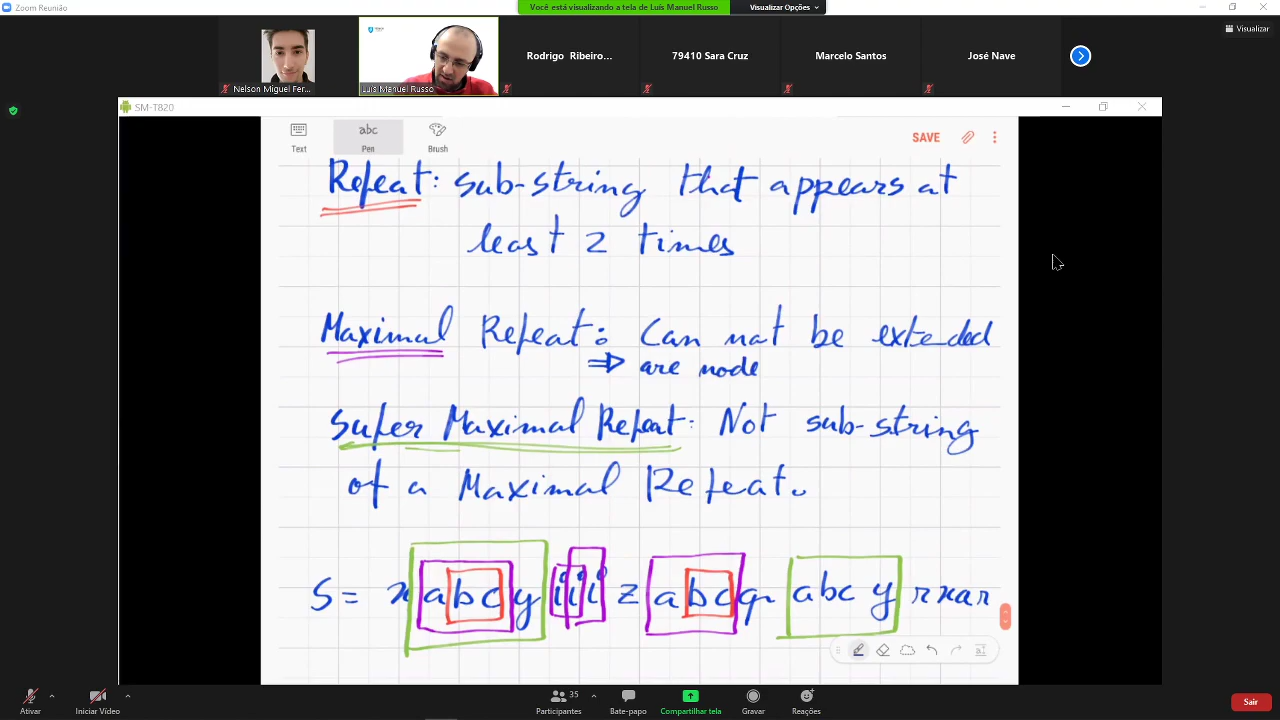 Zoom Reunião
Você está visualizando a tela de Luís Manuel Russo
Visualizar Opções
Visualizar
Nelson Miguel Fer...
Luís Manuel Russo
Rodrigo Ribeiro...
79410 Sara Cruz
Marcelo Santos
José Nave
SM-T820
Text
abc
Pen
Brush
SAVE
Repeat: sub-string that appears at
least 2 times
Maximal Repeat: Can not be extended
⇒ are node
Super Maximal Repeat: Not sub-string
of a Maximal Repeat.
S = xabcyiiizabcqabcyrxar
Ativar
Iniciar Vídeo
35
Participantes
Bate-papo
Compartilhar tela
Gravar
Reações
Sair